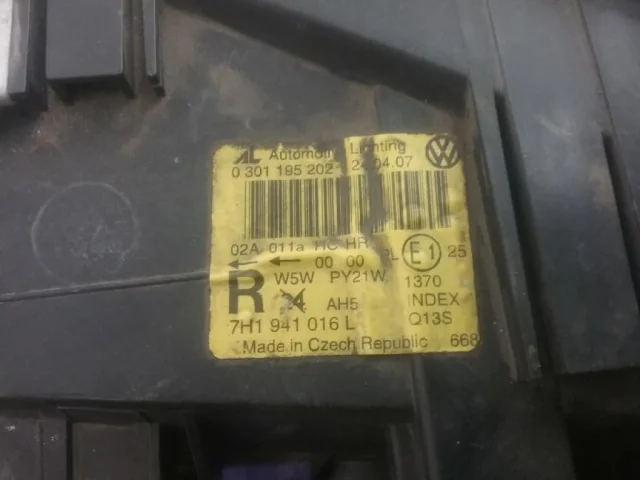 AL Automotive Lighting
0 301 195 202 24.04.07
02A 011a HC HR
00 00 PL E1 25
R W5W PY21W 1370
AH5 INDEX
7H1 941 016 L Q13S
Made in Czech Republic 668